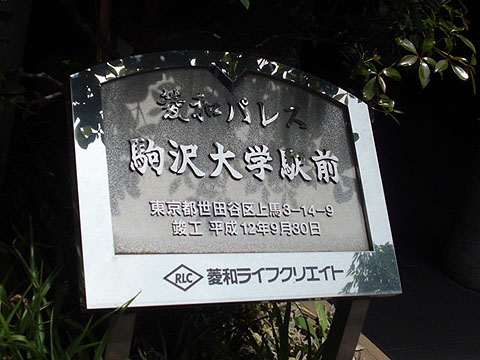 菱和パレス
駒沢大学駅前
東京都世田谷区上馬3-14-9
竣工 平成12年9月30日
RLC 菱和ライフクリエイト